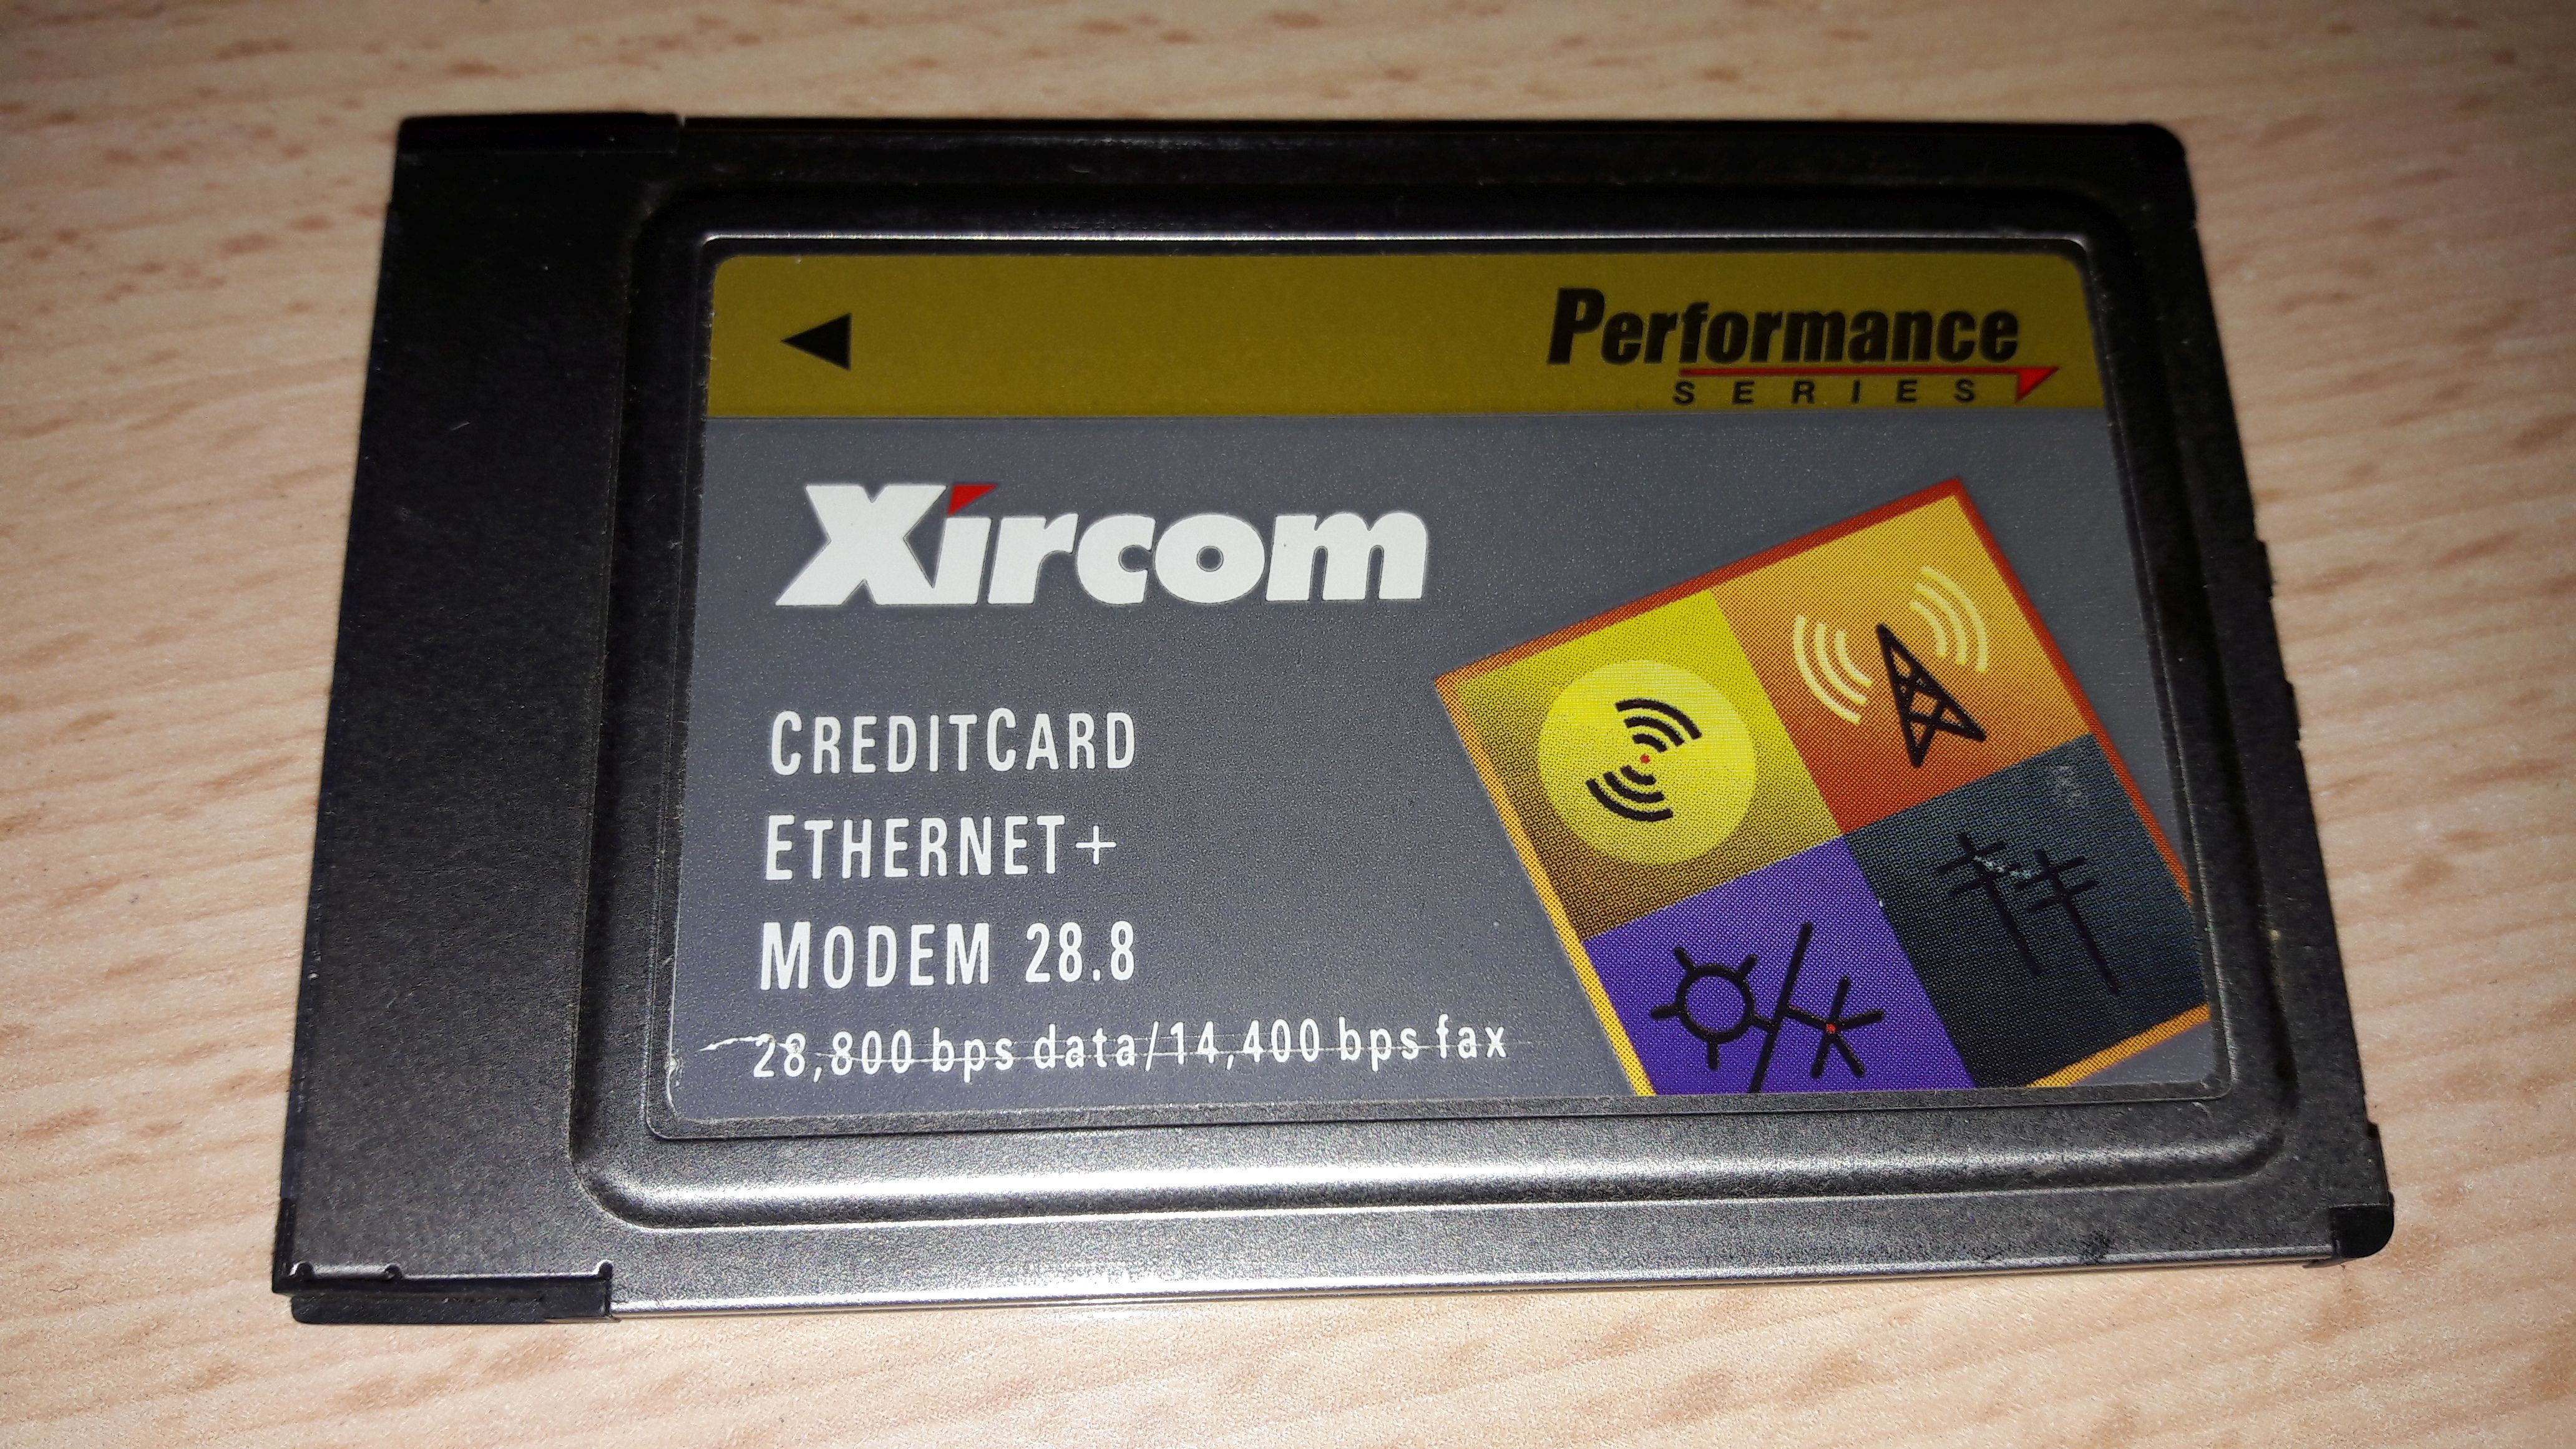 Performance
SERIES
Xircom
CREDITCARD
ETHERNET+
MODEM 28.8
28,800 bps data/14,400 bps fax